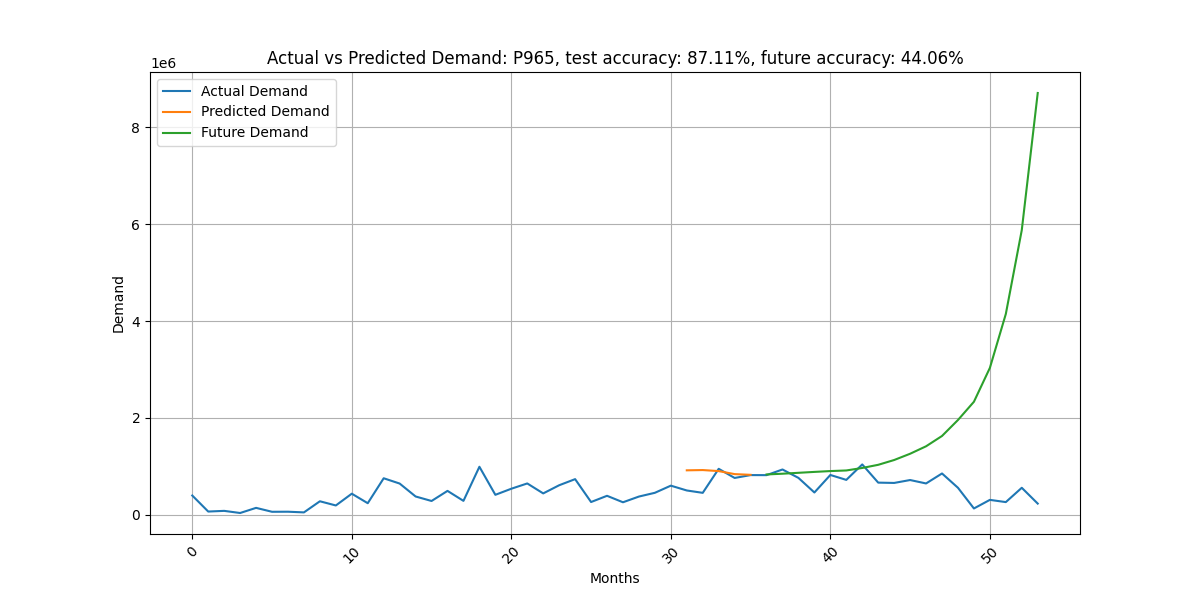 Actual vs Predicted Demand: P965, test accuracy: 87.11%, future accuracy: 44.06%
1e6
Actual Demand
Predicted Demand
Future Demand
8
6
4
2
0
Demand
0 10 20 30 40 50
Months